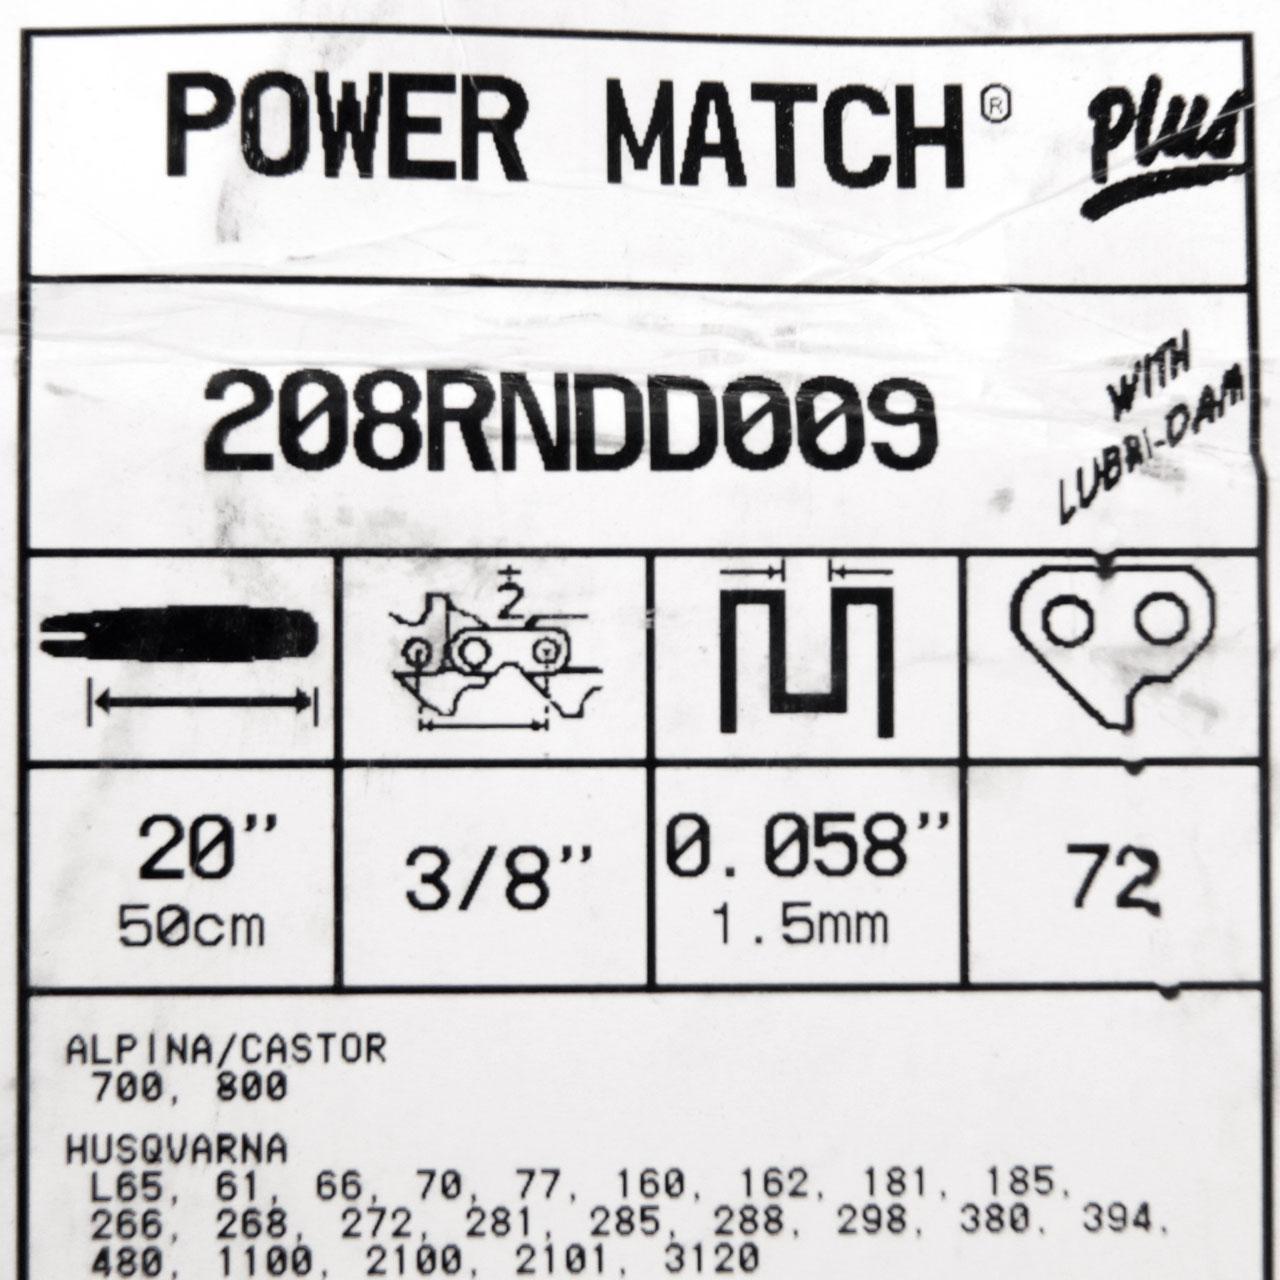 POWER MATCH® Plus
208RNDD009
WITH
LUBRI-DAM
+
2
20" 3/8" 0.058" 72
50cm 1.5mm
ALPINA/CASTOR
700, 800
HUSQVARNA
L65, 61, 66, 70, 77, 160, 162, 181, 185,
266, 268, 272, 281, 285, 288, 298, 380, 394,
480, 1100, 2100, 2101, 3120